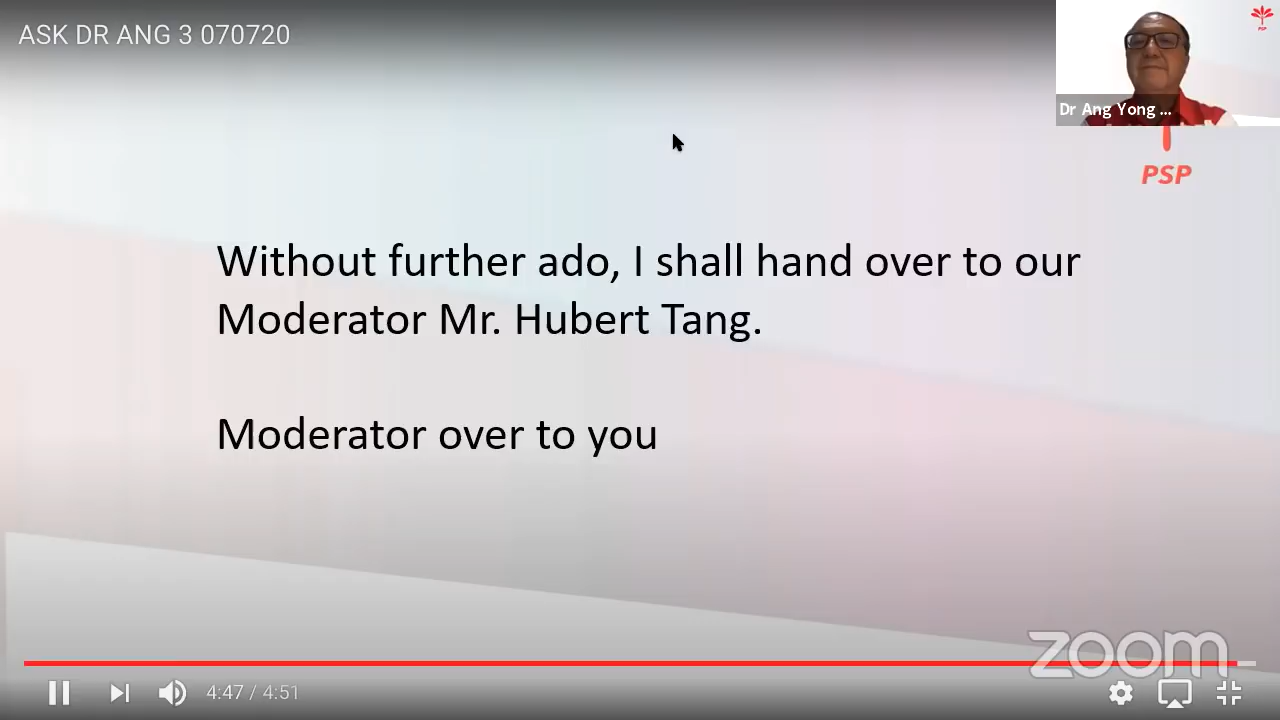 ASK DR ANG 3 070720
PSP
Dr Ang Yong ...
PSP
Without further ado, I shall hand over to our
Moderator Mr. Hubert Tang.
Moderator over to you
zoom
4:47 / 4:51